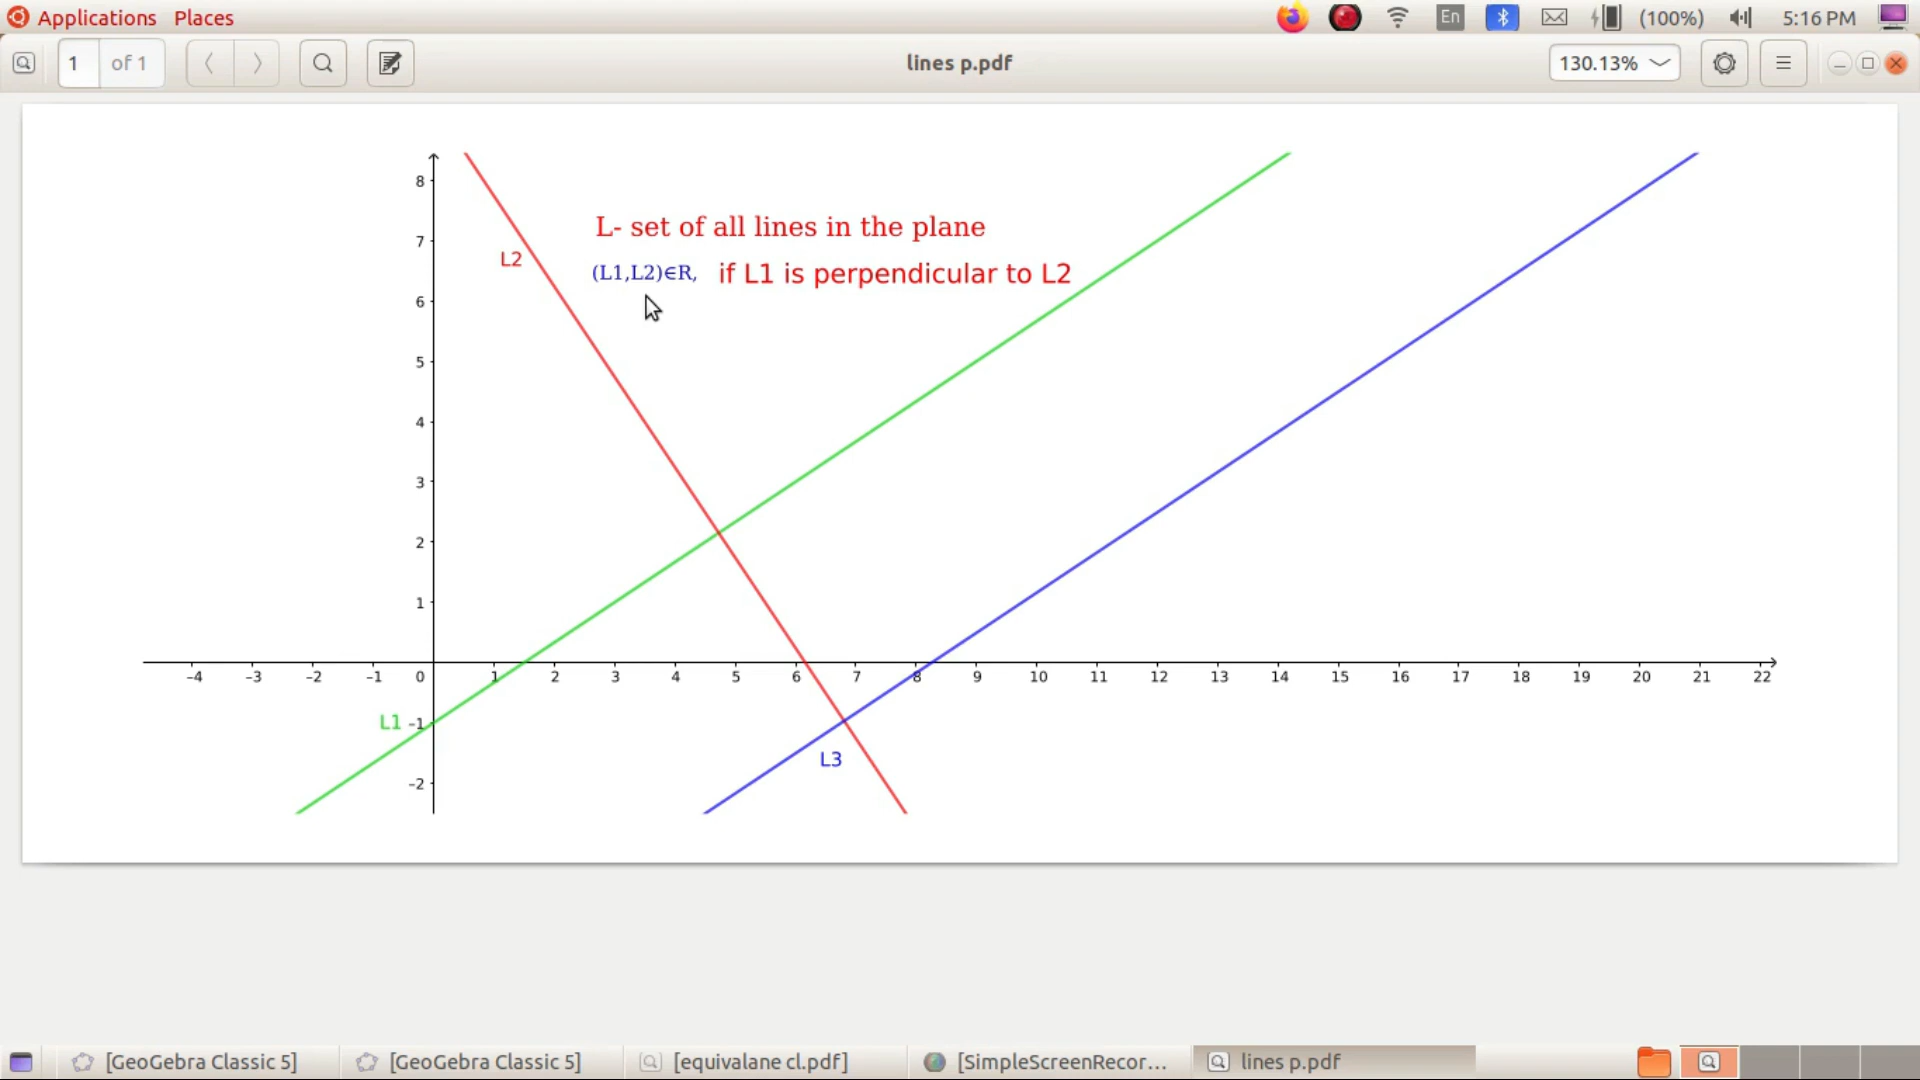 Applications Places En (100%) 5:16 PM
1 of 1 lines p.pdf 130.13%
8
L- set of all lines in the plane
7
L2
(L1,L2)∈R, if L1 is perpendicular to L2
6
5
4
3
2
1
–4 –3 –2 –1 0 1 2 3 4 5 6 7 8 9 10 11 12 13 14 15 16 17 18 19 20 21 22
L1 –1
L3
–2
[GeoGebra Classic 5] [GeoGebra Classic 5] [equivalane cl.pdf] [SimpleScreenRecor... lines p.pdf